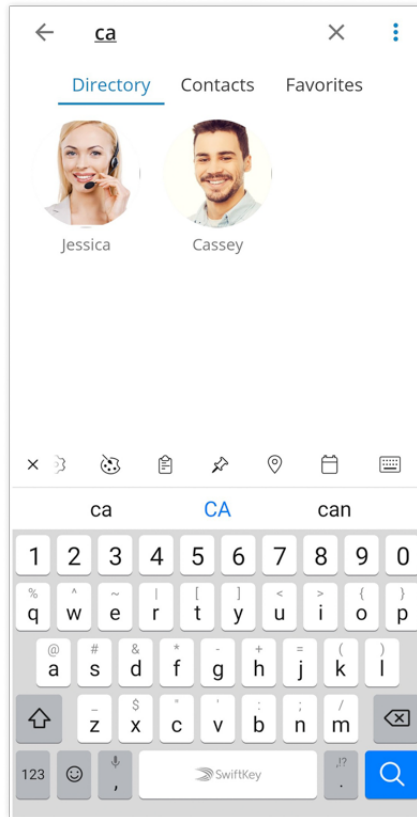 ca
Directory Contacts Favorites
Jessica Cassey
ca CA can
1 2 3 4 5 6 7 8 9 0
% ^ ~ | [ ] < > { }
q w e r t y u i o p
@ # & * - + = ( )
a s d f g h j k l
_ $ " ' : ; /
z x c v b n m
123 , SwiftKey ,!? .